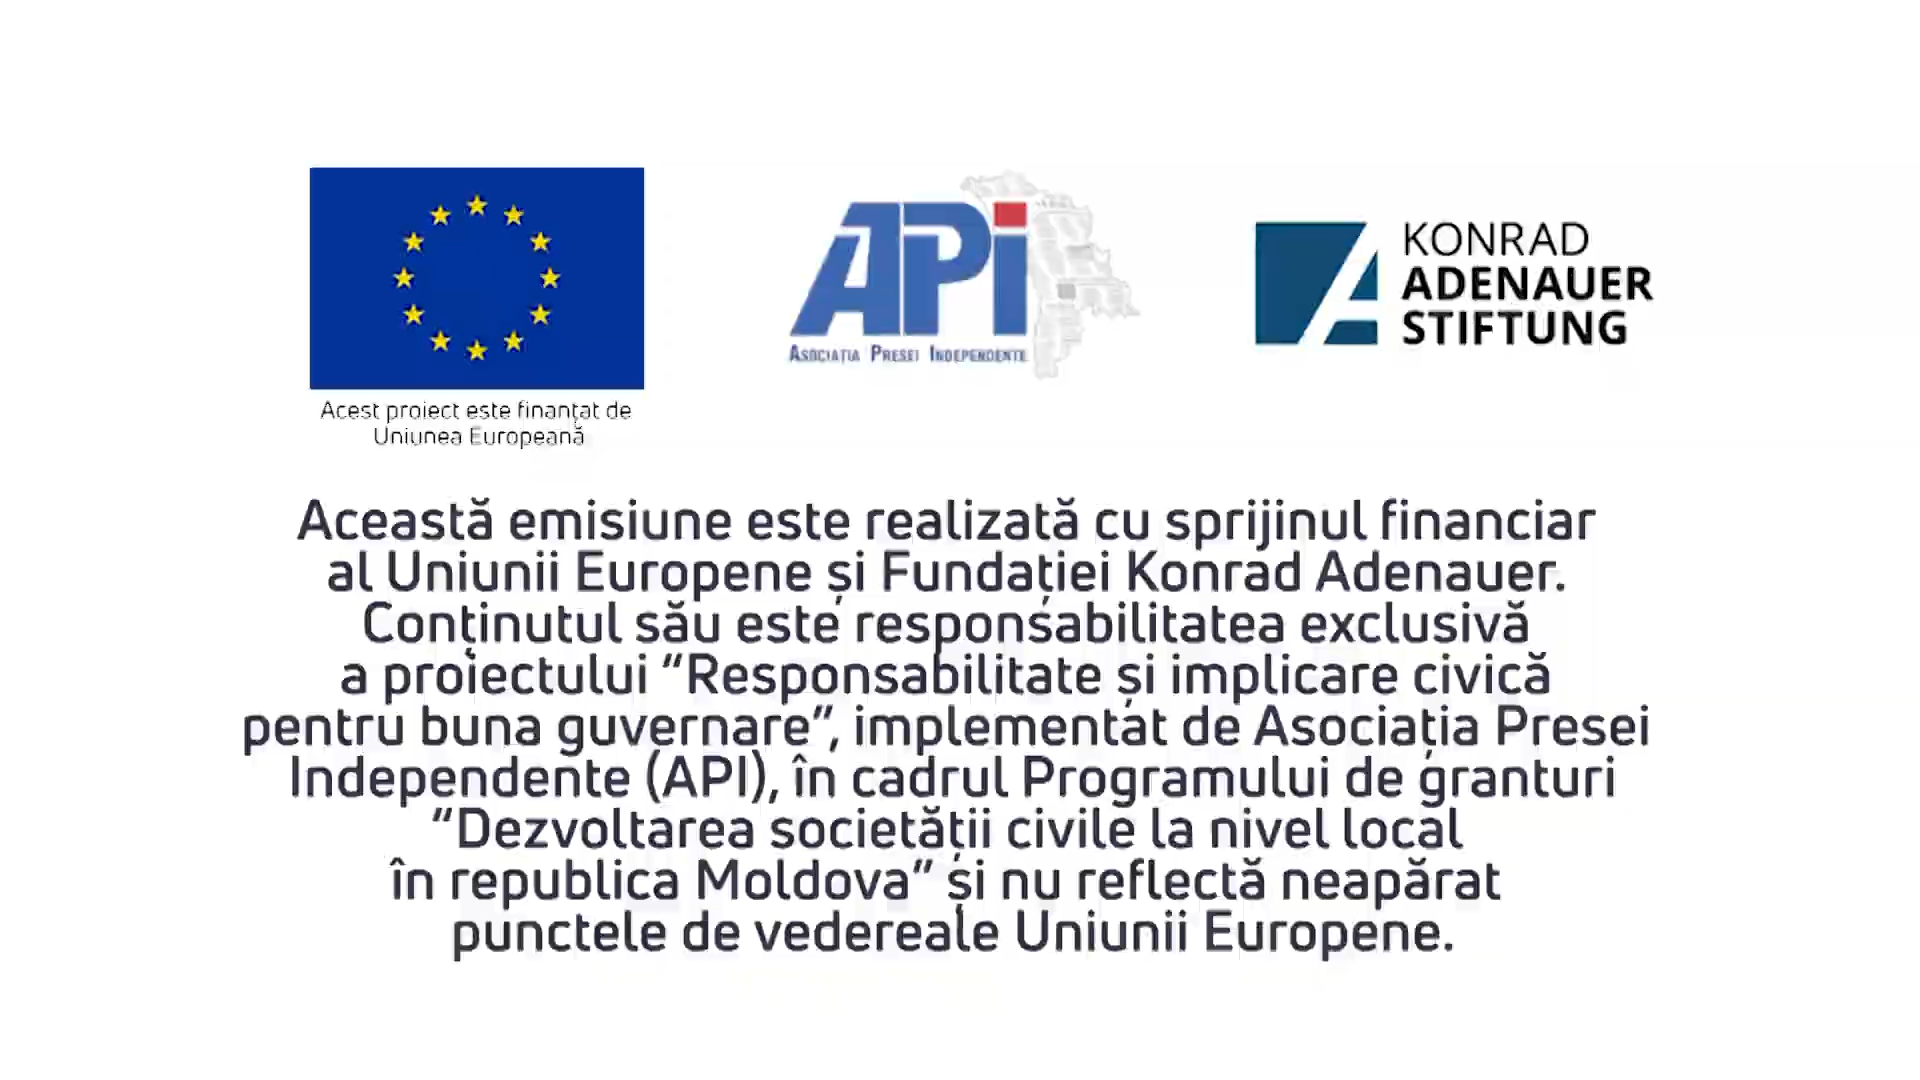 Acest proiect este finanțat de
Uniunea Europeană
APi
ASOCIAȚIA PRESEI INDEPENDENTE
KONRAD
ADENAUER
STIFTUNG
Această emisiune este realizată cu sprijinul financiar
al Uniunii Europene și Fundației Konrad Adenauer.
Conținutul său este responsabilitatea exclusivă
a proiectului “Responsabilitate și implicare civică
pentru buna guvernare”, implementat de Asociația Presei
Independente (API), în cadrul Programului de granturi
“Dezvoltarea societății civile la nivel local
în republica Moldova” și nu reflectă neapărat
punctele de vedereale Uniunii Europene.